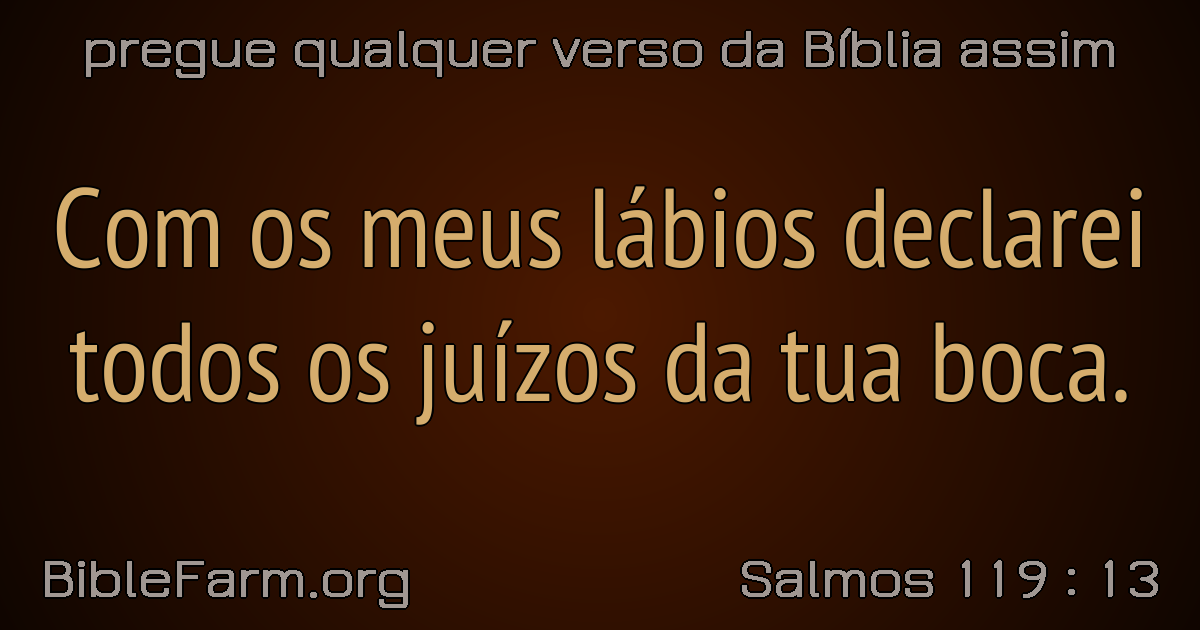 pregue qualquer verso da Bíblia assim
Com os meus lábios declarei
todos os juízos da tua boca.
BibleFarm.org
Salmos 119 : 13